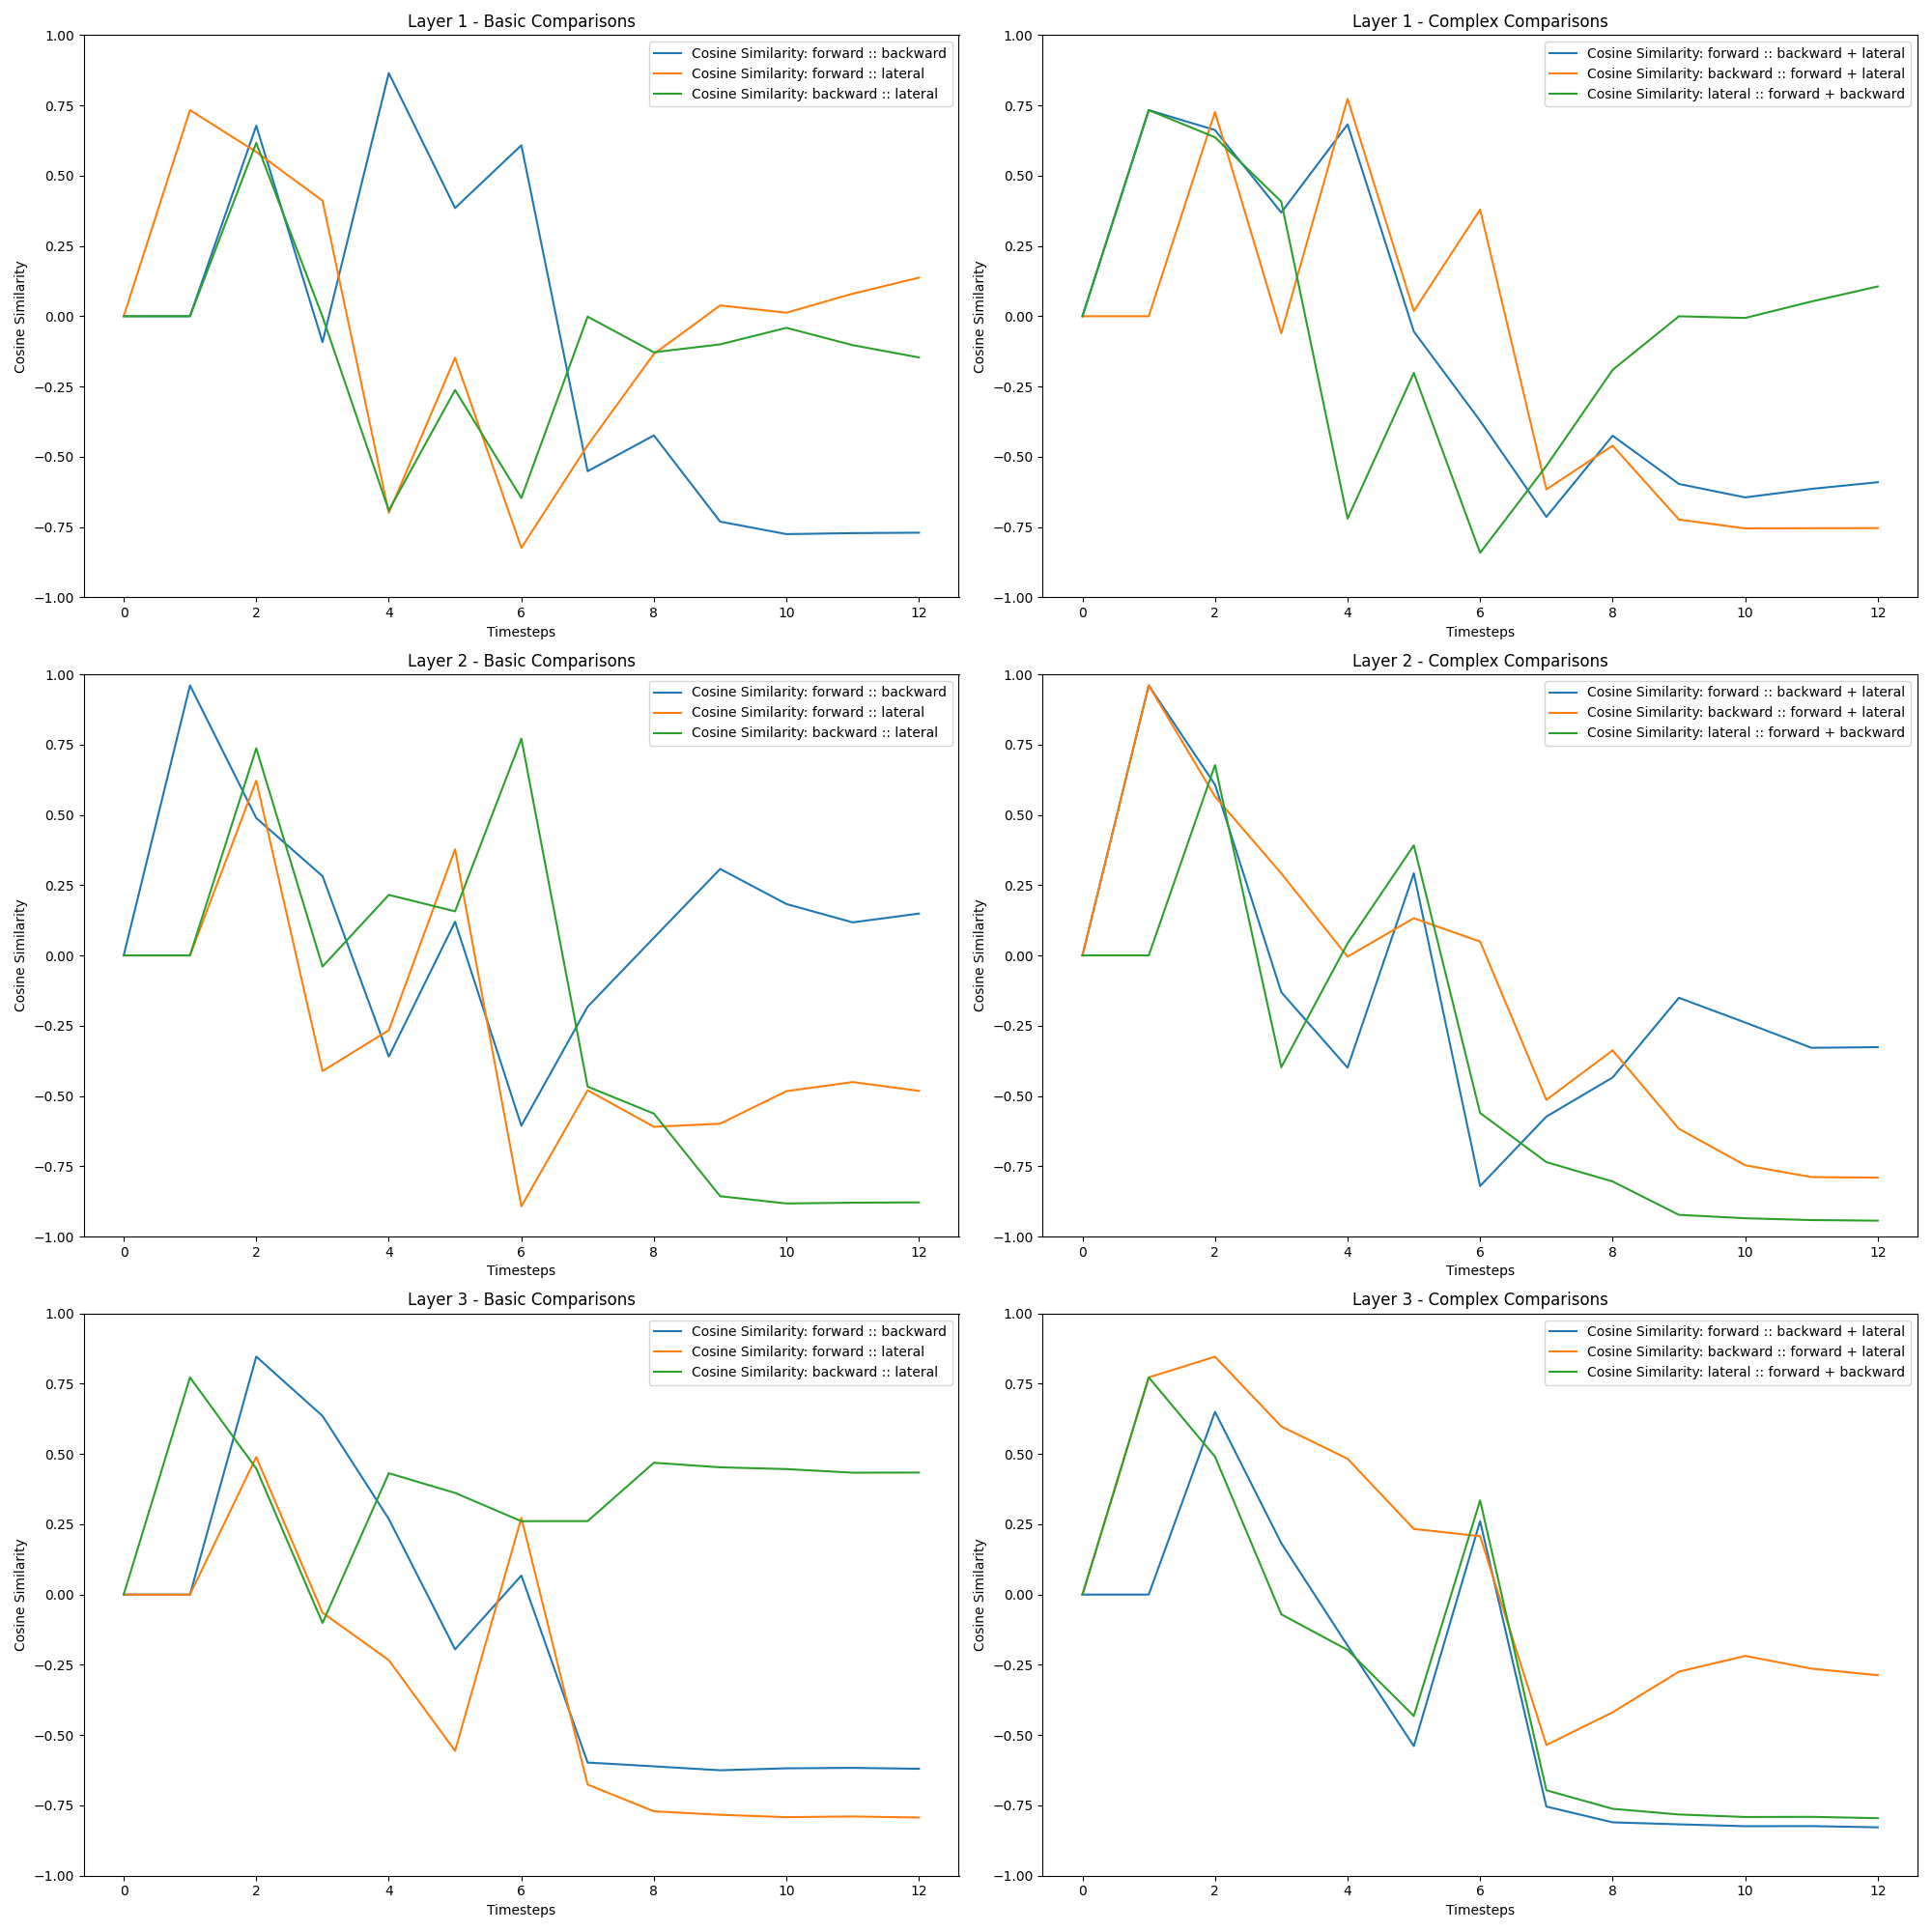 Layer 1 - Basic Comparisons
Cosine Similarity: forward :: backward
Cosine Similarity: forward :: lateral
Cosine Similarity: backward :: lateral
1.00
0.75
0.50
0.25
0.00
−0.25
−0.50
−0.75
−1.00
Cosine Similarity
0 2 4 6 8 10 12
Timesteps
Layer 1 - Complex Comparisons
Cosine Similarity: forward :: backward + lateral
Cosine Similarity: backward :: forward + lateral
Cosine Similarity: lateral :: forward + backward
1.00
0.75
0.50
0.25
0.00
−0.25
−0.50
−0.75
−1.00
Cosine Similarity
0 2 4 6 8 10 12
Timesteps
Layer 2 - Basic Comparisons
Cosine Similarity: forward :: backward
Cosine Similarity: forward :: lateral
Cosine Similarity: backward :: lateral
1.00
0.75
0.50
0.25
0.00
−0.25
−0.50
−0.75
−1.00
Cosine Similarity
0 2 4 6 8 10 12
Timesteps
Layer 2 - Complex Comparisons
Cosine Similarity: forward :: backward + lateral
Cosine Similarity: backward :: forward + lateral
Cosine Similarity: lateral :: forward + backward
1.00
0.75
0.50
0.25
0.00
−0.25
−0.50
−0.75
−1.00
Cosine Similarity
0 2 4 6 8 10 12
Timesteps
Layer 3 - Basic Comparisons
Cosine Similarity: forward :: backward
Cosine Similarity: forward :: lateral
Cosine Similarity: backward :: lateral
1.00
0.75
0.50
0.25
0.00
−0.25
−0.50
−0.75
−1.00
Cosine Similarity
0 2 4 6 8 10 12
Timesteps
Layer 3 - Complex Comparisons
Cosine Similarity: forward :: backward + lateral
Cosine Similarity: backward :: forward + lateral
Cosine Similarity: lateral :: forward + backward
1.00
0.75
0.50
0.25
0.00
−0.25
−0.50
−0.75
−1.00
Cosine Similarity
0 2 4 6 8 10 12
Timesteps